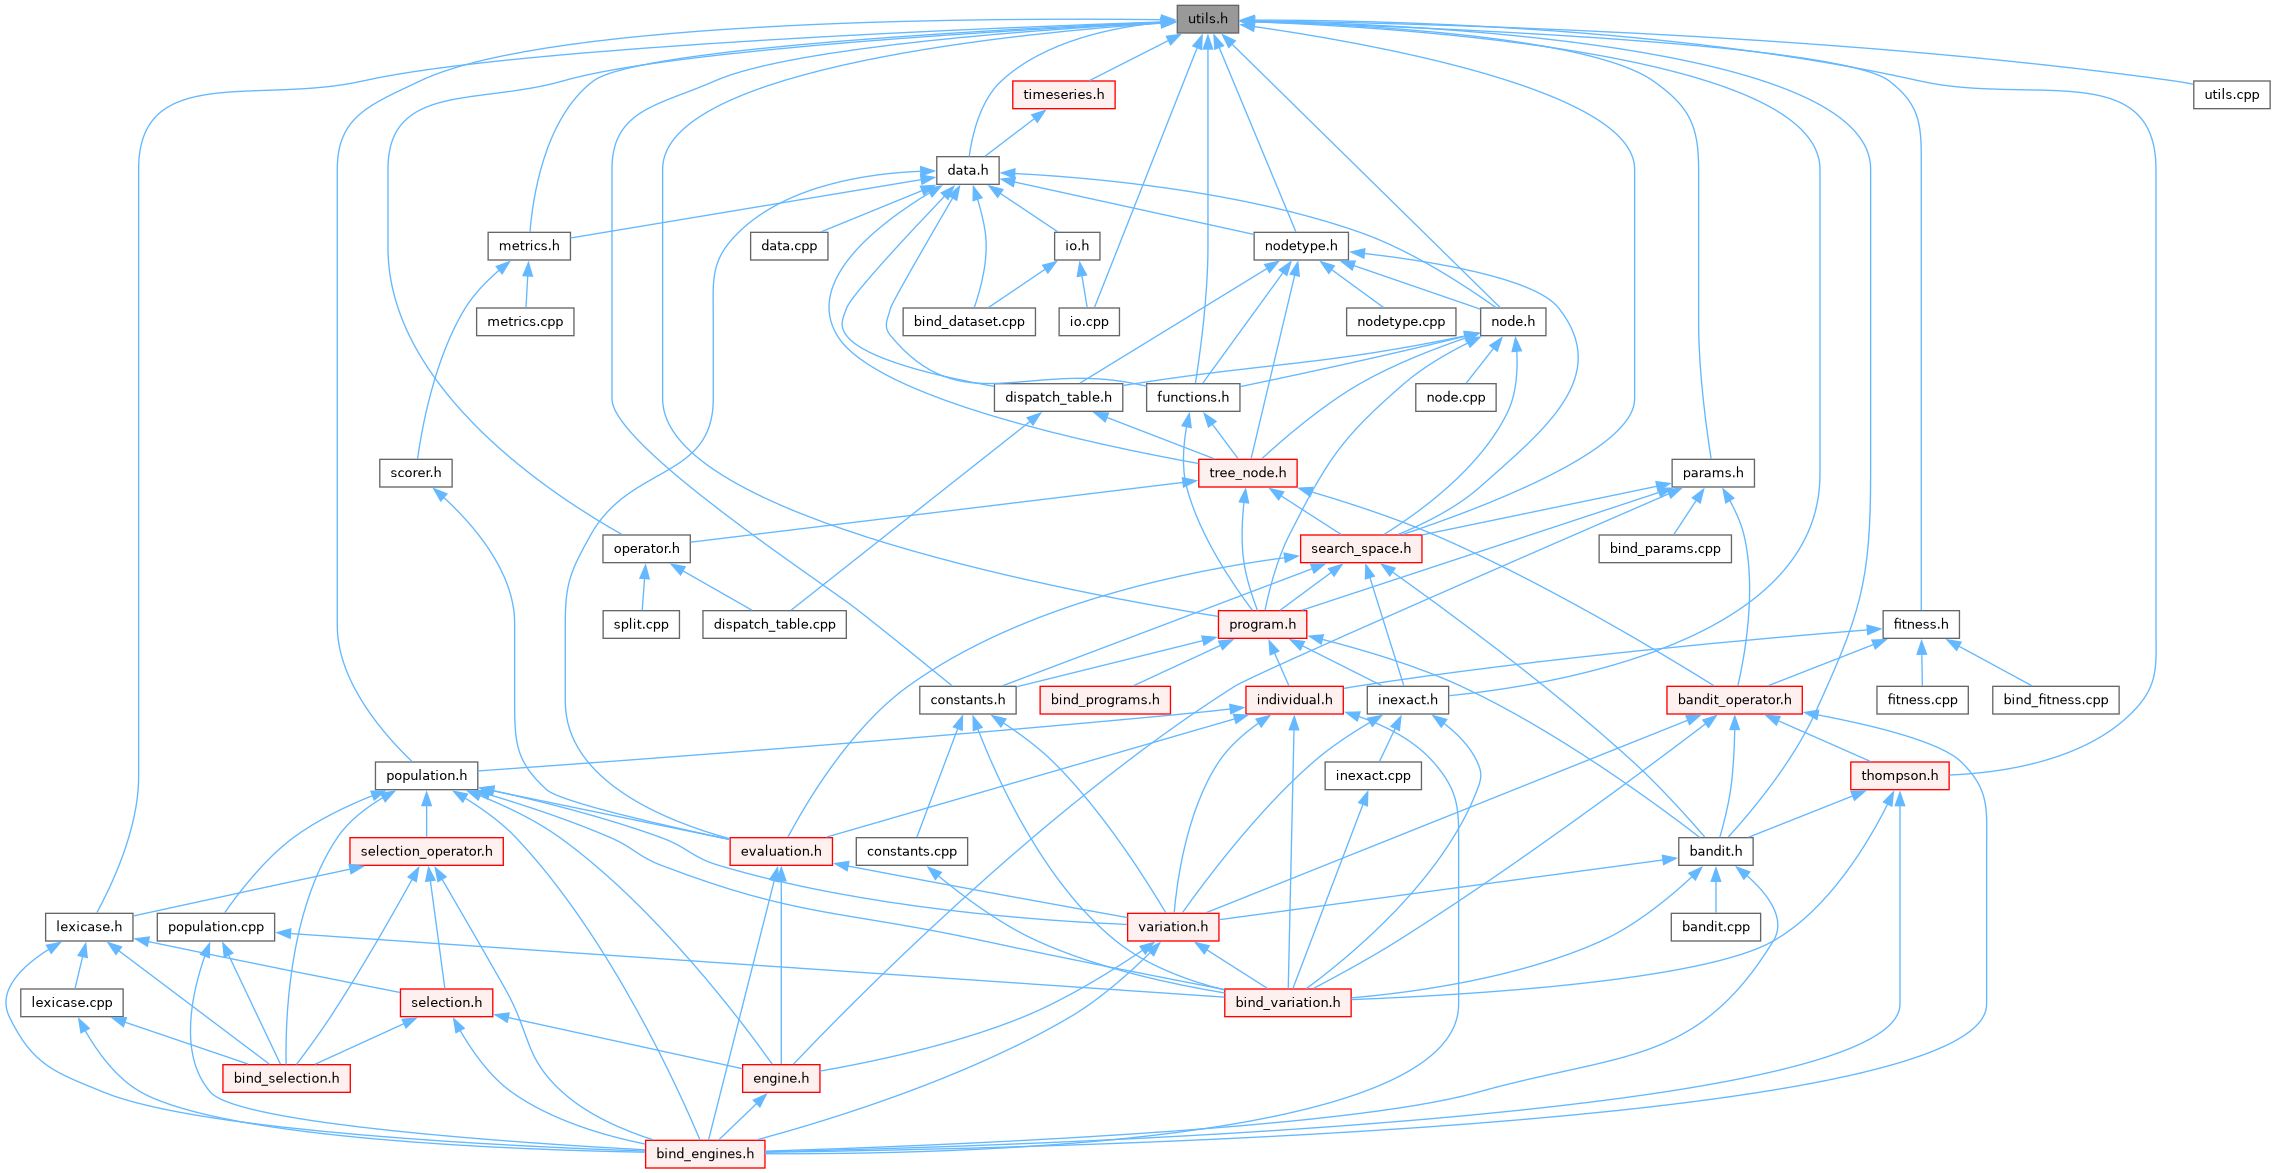 utils.h
timeseries.h
utils.cpp
data.h
metrics.h
data.cpp
io.h
nodetype.h
metrics.cpp
bind_dataset.cpp
io.cpp
nodetype.cpp
node.h
dispatch_table.h
functions.h
node.cpp
scorer.h
tree_node.h
params.h
operator.h
search_space.h
bind_params.cpp
split.cpp
dispatch_table.cpp
program.h
fitness.h
constants.h
bind_programs.h
individual.h
inexact.h
bandit_operator.h
fitness.cpp
bind_fitness.cpp
population.h
inexact.cpp
thompson.h
selection_operator.h
evaluation.h
constants.cpp
bandit.h
lexicase.h
population.cpp
variation.h
bandit.cpp
lexicase.cpp
selection.h
bind_variation.h
bind_selection.h
engine.h
bind_engines.h